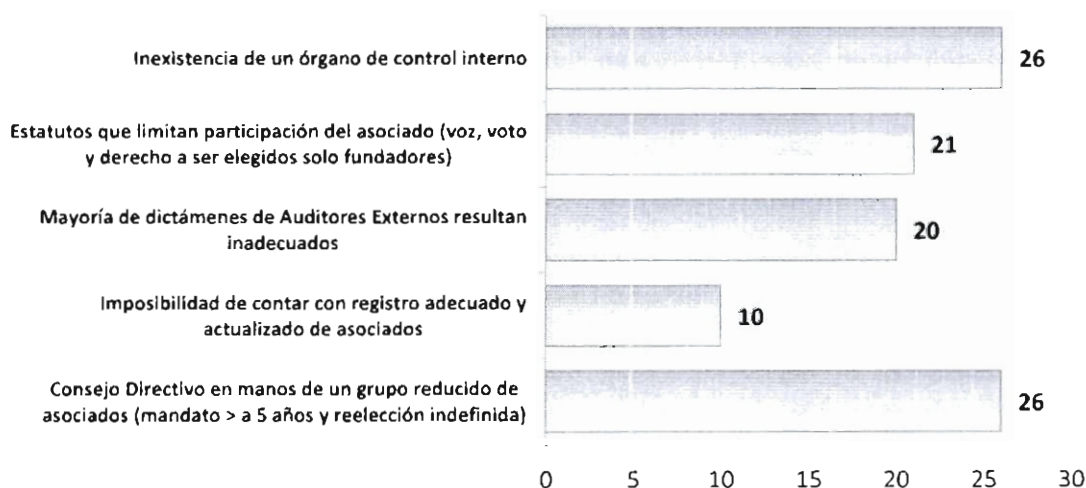 Inexistencia de un órgano de control interno
26
Estatutos que limitan participación del asociado (voz, voto
y derecho a ser elegidos solo fundadores)
21
Mayoría de dictámenes de Auditores Externos resultan
inadecuados
20
Imposibilidad de contar con registro adecuado y
actualizado de asociados
10
Consejo Directivo en manos de un grupo reducido de
asociados (mandato > a 5 años y reelección indefinida)
26
0 5 10 15 20 25 30